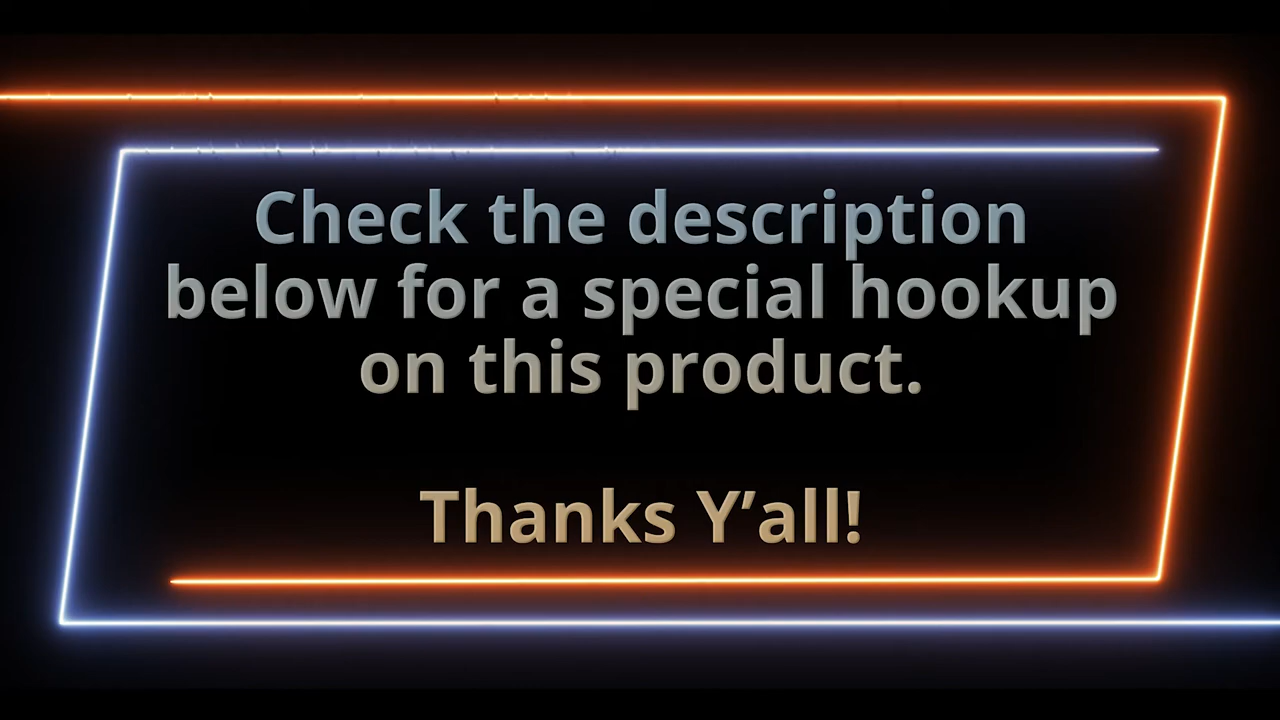 Check the description
below for a special hookup
on this product.
Thanks Y’all!